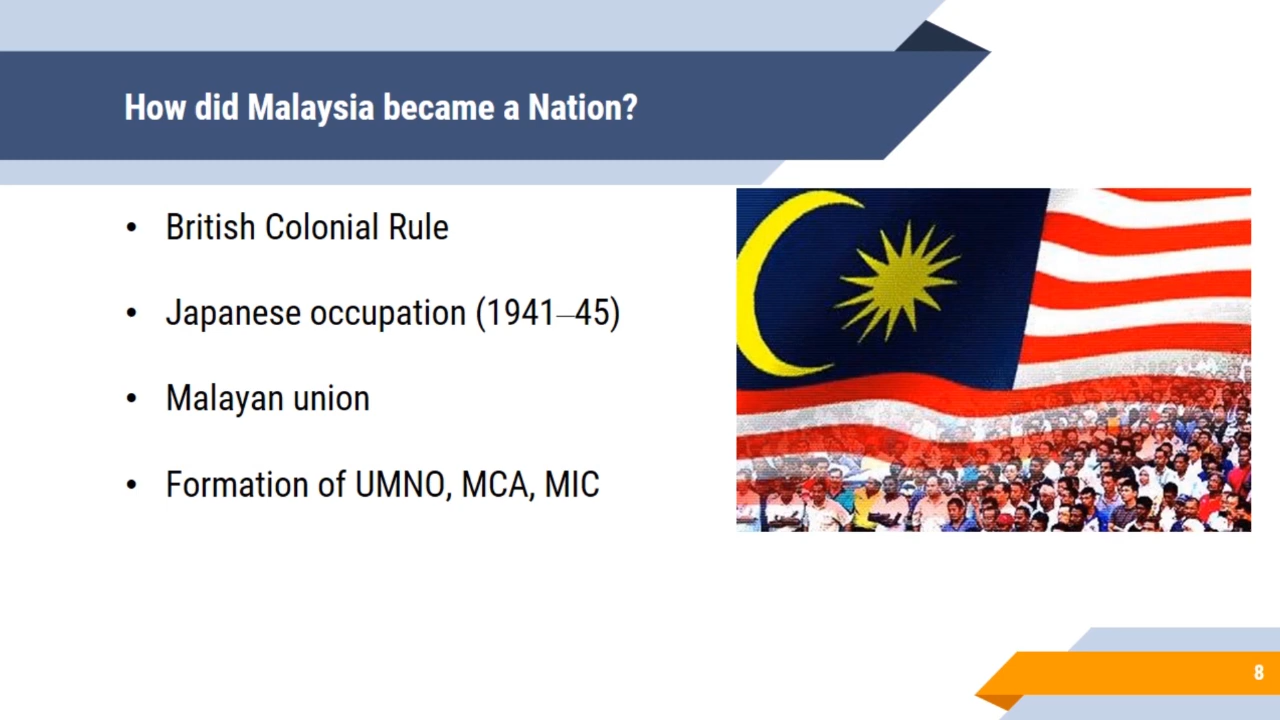 How did Malaysia became a Nation?
• British Colonial Rule
• Japanese occupation (1941–45)
• Malayan union
• Formation of UMNO, MCA, MIC
8